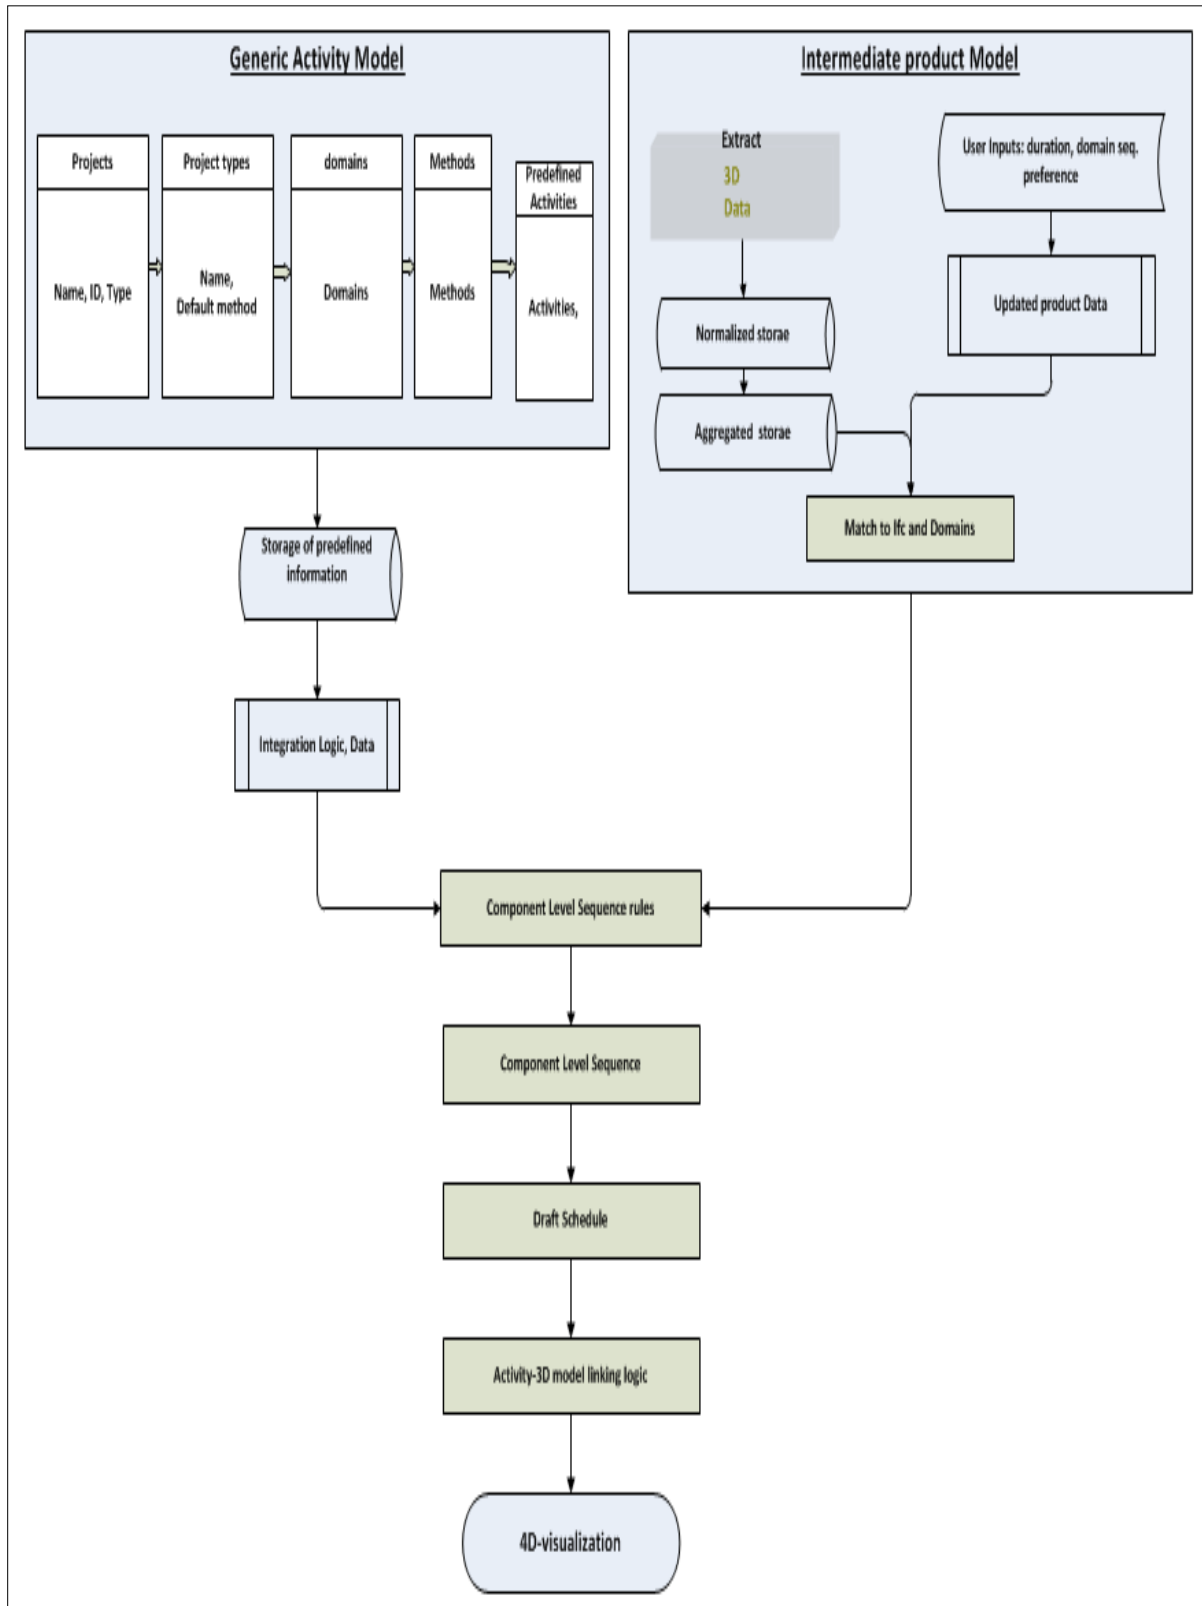 Generic Activity Model
Projects
Name, ID, Type
Project types
Name,
Default method
domains
Domains
Methods
Methods
Predefined
Activities
Activities,
Storage of predefined
information
Integration Logic, Data
Intermediate product Model
Extract
3D
Data
Normalized storae
Aggregated storae
User Inputs: duration, domain seq.
preference
Updated product Data
Match to Ifc and Domains
Component Level Sequence rules
Component Level Sequence
Draft Schedule
Activity-3D model linking logic
4D-visualization